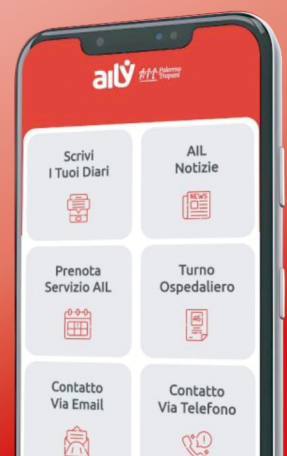 aily AIL Palermo
Trapani
Scrivi
I Tuoi Diari
AIL
Notizie
NEWS
Prenota
Servizio AIL
Turno
Ospedaliero
Contatto
Via Email
Contatto
Via Telefono